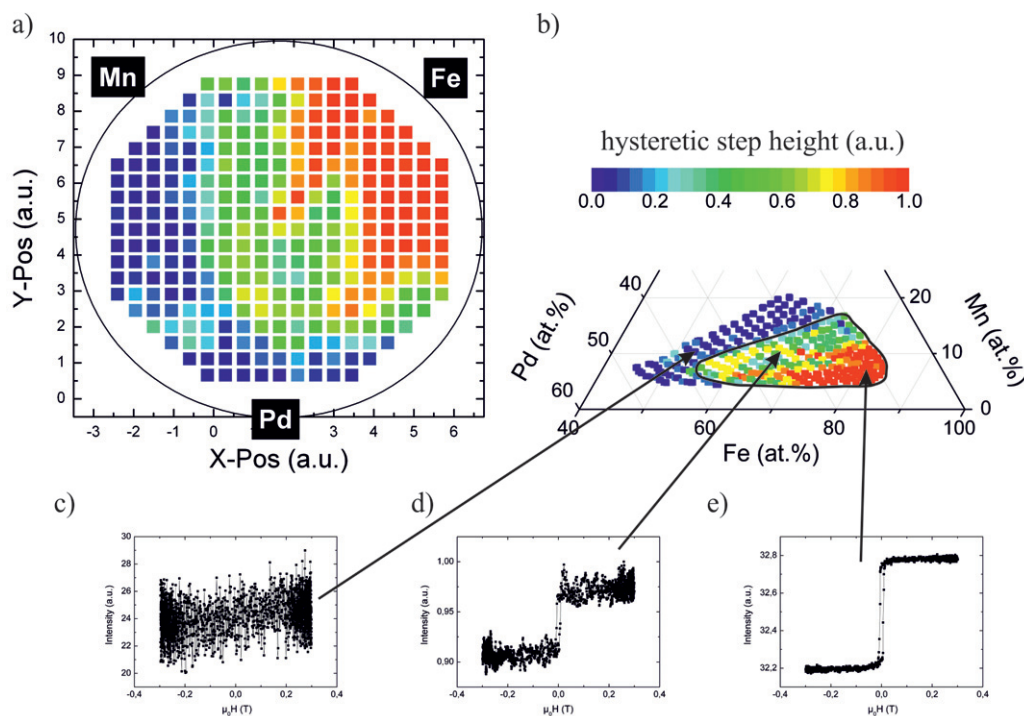 a)
b)
10
9
8
7
6
5
4
3
2
1
0
Y-Pos (a.u.)
-3 -2 -1 0 1 2 3 4 5 6
X-Pos (a.u.)
Mn
Fe
Pd
hysteretic step height (a.u.)
0.0 0.2 0.4 0.6 0.8 1.0
40
50
60
Pd (at.%)
20
10
0
Mn (at.%)
40 60 80 100
Fe (at.%)
c)
d)
e)
30
28
26
24
22
20
Intensity (a.u.)
-0,4 -0,2 0,0 0,2 0,4
µ₀H (T)
1,00
0,95
0,90
Intensity (a.u.)
-0,4 -0,2 0,0 0,2 0,4
µ₀H (T)
32,8
32,6
32,4
32,2
Intensity (a.u.)
-0,4 -0,2 0,0 0,2 0,4
µ₀H (T)